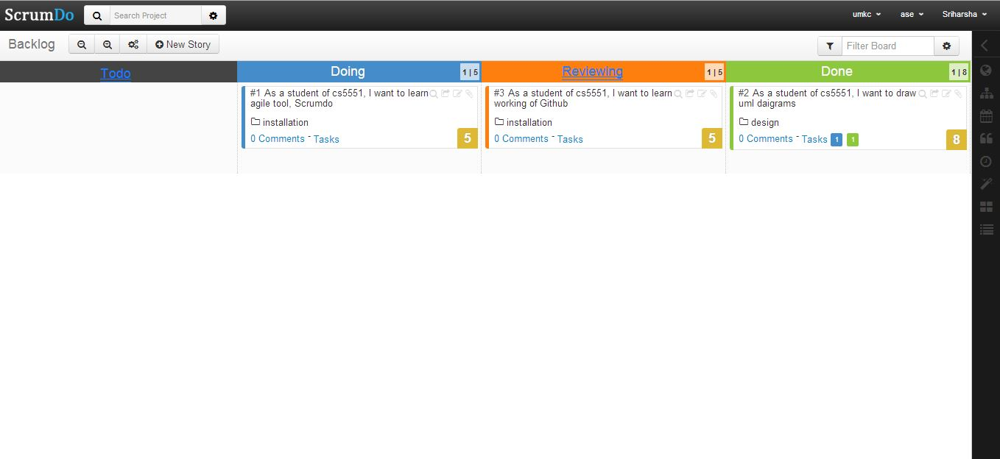 ScrumDo Search Project umkc ase Sriharsha
Backlog New Story Filter Board
Todo Doing 1 | 5 Reviewing 1 | 5 Done 1 | 8
#1 As a student of cs5551, I want to learn
agile tool, Scrumdo
installation
0 Comments - Tasks
5
#3 As a student of cs5551, I want to learn
working of Github
installation
0 Comments - Tasks
5
#2 As a student of cs5551, I want to draw
uml daigrams
design
0 Comments - Tasks 1 1
8